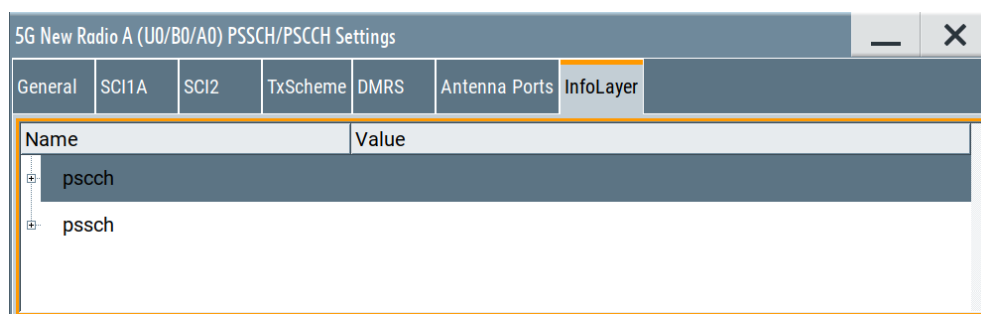 5G New Radio A (U0/B0/A0) PSSCH/PSCCH Settings
General SCI1A SCI2 TxScheme DMRS Antenna Ports InfoLayer
Name Value
pscch
pssch